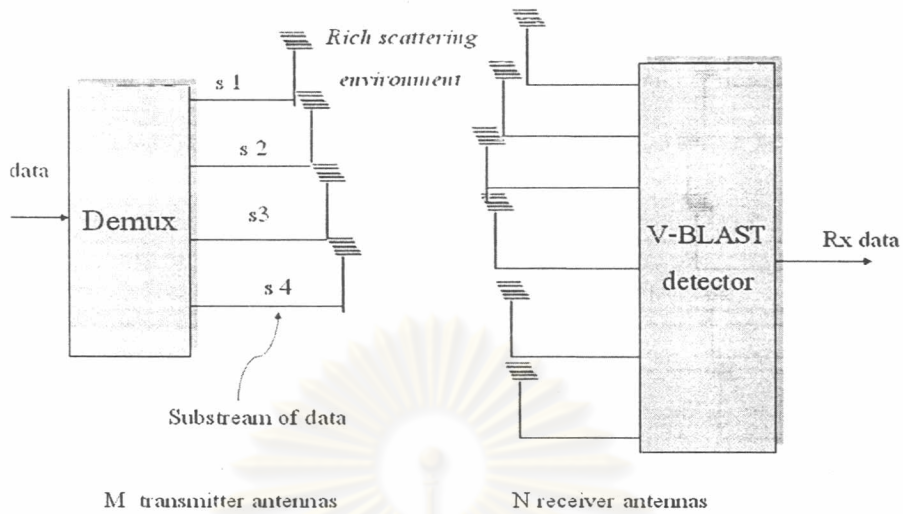 Rich scattering
environment
s 1
s 2
s3
s 4
data
Demux
V-BLAST
detector
Rx data
Substream of data
M transmitter antennas
N receiver antennas